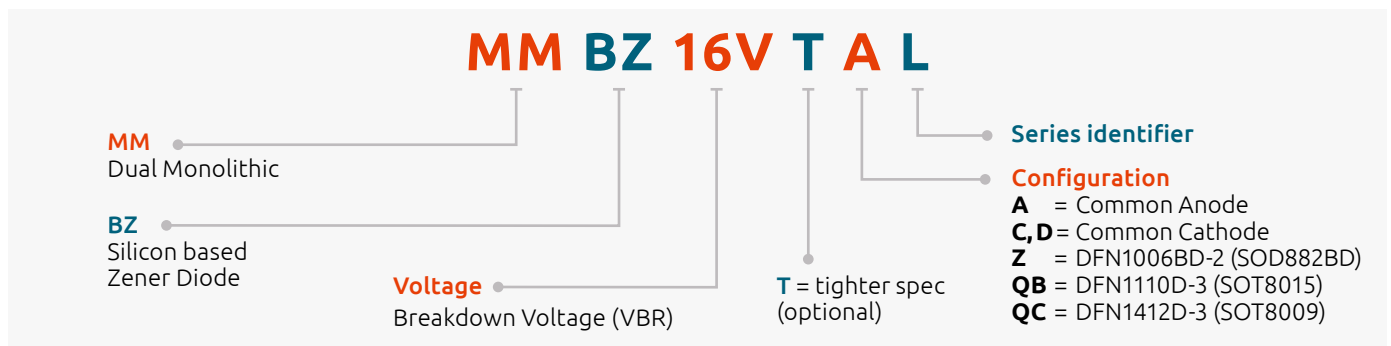 MM BZ 16V T A L
MM
Dual Monolithic
BZ
Silicon based
Zener Diode
Voltage
Breakdown Voltage (VBR)
T = tighter spec
(optional)
Series identifier
Configuration
A = Common Anode
C, D = Common Cathode
Z = DFN1006BD-2 (SOD882BD)
QB = DFN1110D-3 (SOT8015)
QC = DFN1412D-3 (SOT8009)